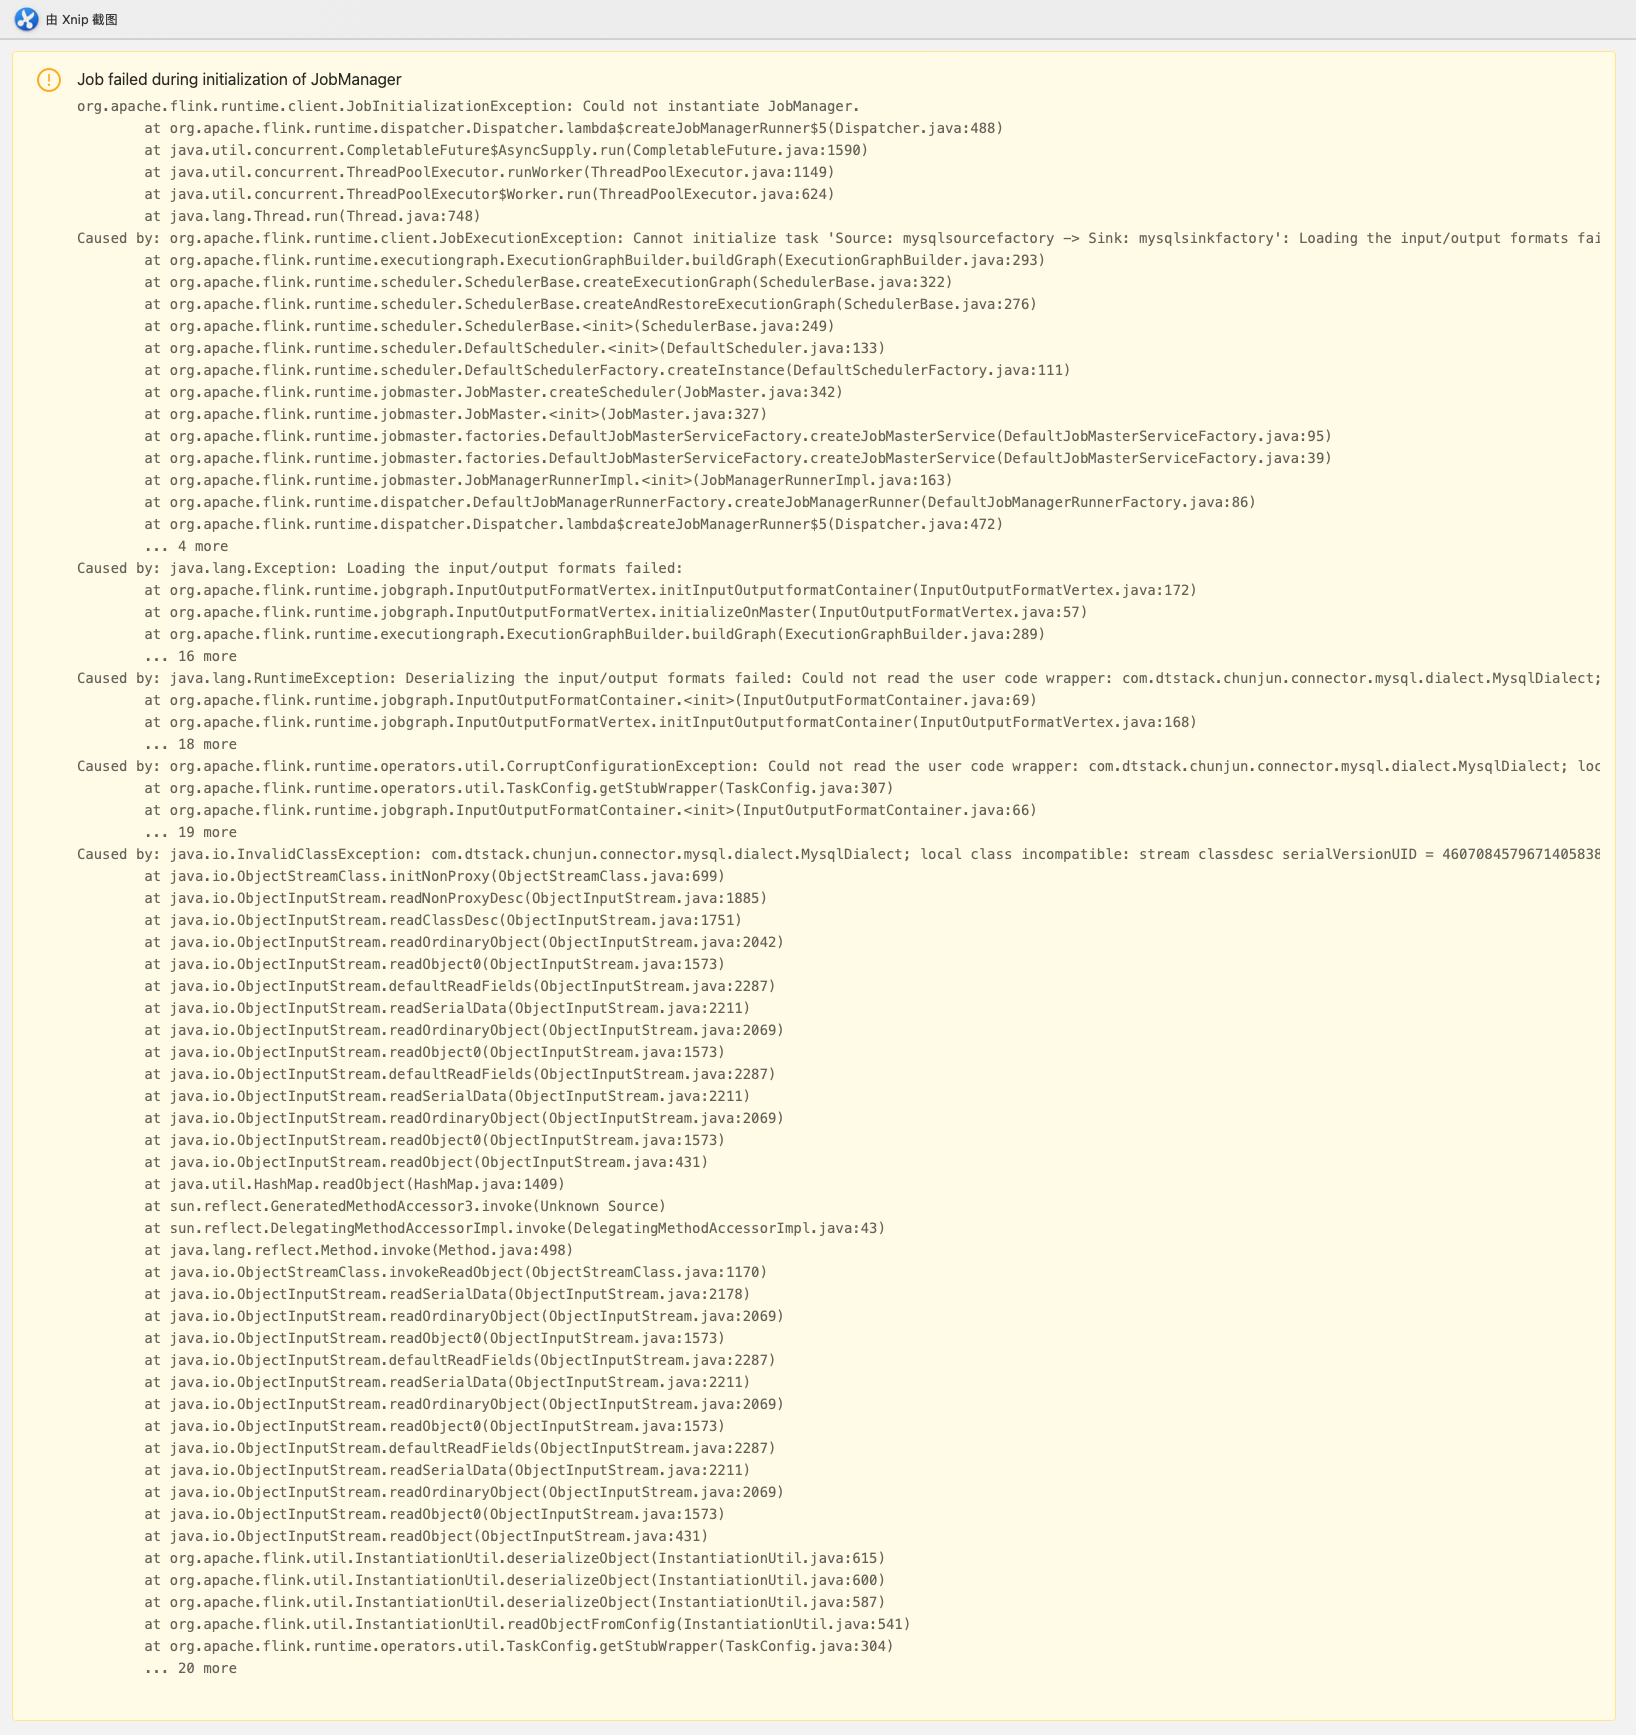 由 Xnip 截图
Job failed during initialization of JobManager
org.apache.flink.runtime.client.JobInitializationException: Could not instantiate JobManager.
at org.apache.flink.runtime.dispatcher.Dispatcher.lambda$createJobManagerRunner$5(Dispatcher.java:488)
at java.util.concurrent.CompletableFuture$AsyncSupply.run(CompletableFuture.java:1590)
at java.util.concurrent.ThreadPoolExecutor.runWorker(ThreadPoolExecutor.java:1149)
at java.util.concurrent.ThreadPoolExecutor$Worker.run(ThreadPoolExecutor.java:624)
at java.lang.Thread.run(Thread.java:748)
Caused by: org.apache.flink.runtime.client.JobExecutionException: Cannot initialize task 'Source: mysqlsourcefactory -> Sink: mysqlsinkfactory': Loading the input/output formats fai
at org.apache.flink.runtime.executiongraph.ExecutionGraphBuilder.buildGraph(ExecutionGraphBuilder.java:293)
at org.apache.flink.runtime.scheduler.SchedulerBase.createExecutionGraph(SchedulerBase.java:322)
at org.apache.flink.runtime.scheduler.SchedulerBase.createAndRestoreExecutionGraph(SchedulerBase.java:276)
at org.apache.flink.runtime.scheduler.SchedulerBase.<init>(SchedulerBase.java:249)
at org.apache.flink.runtime.scheduler.DefaultScheduler.<init>(DefaultScheduler.java:133)
at org.apache.flink.runtime.scheduler.DefaultSchedulerFactory.createInstance(DefaultSchedulerFactory.java:111)
at org.apache.flink.runtime.jobmaster.JobMaster.createScheduler(JobMaster.java:342)
at org.apache.flink.runtime.jobmaster.JobMaster.<init>(JobMaster.java:327)
at org.apache.flink.runtime.jobmaster.factories.DefaultJobMasterServiceFactory.createJobMasterService(DefaultJobMasterServiceFactory.java:95)
at org.apache.flink.runtime.jobmaster.factories.DefaultJobMasterServiceFactory.createJobMasterService(DefaultJobMasterServiceFactory.java:39)
at org.apache.flink.runtime.jobmaster.JobManagerRunnerImpl.<init>(JobManagerRunnerImpl.java:163)
at org.apache.flink.runtime.dispatcher.DefaultJobManagerRunnerFactory.createJobManagerRunner(DefaultJobManagerRunnerFactory.java:86)
at org.apache.flink.runtime.dispatcher.Dispatcher.lambda$createJobManagerRunner$5(Dispatcher.java:472)
... 4 more
Caused by: java.lang.Exception: Loading the input/output formats failed:
at org.apache.flink.runtime.jobgraph.InputOutputFormatVertex.initInputOutputformatContainer(InputOutputFormatVertex.java:172)
at org.apache.flink.runtime.jobgraph.InputOutputFormatVertex.initializeOnMaster(InputOutputFormatVertex.java:57)
at org.apache.flink.runtime.executiongraph.ExecutionGraphBuilder.buildGraph(ExecutionGraphBuilder.java:289)
... 16 more
Caused by: java.lang.RuntimeException: Deserializing the input/output formats failed: Could not read the user code wrapper: com.dtstack.chunjun.connector.mysql.dialect.MysqlDialect;
at org.apache.flink.runtime.jobgraph.InputOutputFormatContainer.<init>(InputOutputFormatContainer.java:69)
at org.apache.flink.runtime.jobgraph.InputOutputFormatVertex.initInputOutputformatContainer(InputOutputFormatVertex.java:168)
... 18 more
Caused by: org.apache.flink.runtime.operators.util.CorruptConfigurationException: Could not read the user code wrapper: com.dtstack.chunjun.connector.mysql.dialect.MysqlDialect; loc
at org.apache.flink.runtime.operators.util.TaskConfig.getStubWrapper(TaskConfig.java:307)
at org.apache.flink.runtime.jobgraph.InputOutputFormatContainer.<init>(InputOutputFormatContainer.java:66)
... 19 more
Caused by: java.io.InvalidClassException: com.dtstack.chunjun.connector.mysql.dialect.MysqlDialect; local class incompatible: stream classdesc serialVersionUID = 4607084579671405838
at java.io.ObjectStreamClass.initNonProxy(ObjectStreamClass.java:699)
at java.io.ObjectInputStream.readNonProxyDesc(ObjectInputStream.java:1885)
at java.io.ObjectInputStream.readClassDesc(ObjectInputStream.java:1751)
at java.io.ObjectInputStream.readOrdinaryObject(ObjectInputStream.java:2042)
at java.io.ObjectInputStream.readObject0(ObjectInputStream.java:1573)
at java.io.ObjectInputStream.defaultReadFields(ObjectInputStream.java:2287)
at java.io.ObjectInputStream.readSerialData(ObjectInputStream.java:2211)
at java.io.ObjectInputStream.readOrdinaryObject(ObjectInputStream.java:2069)
at java.io.ObjectInputStream.readObject0(ObjectInputStream.java:1573)
at java.io.ObjectInputStream.defaultReadFields(ObjectInputStream.java:2287)
at java.io.ObjectInputStream.readSerialData(ObjectInputStream.java:2211)
at java.io.ObjectInputStream.readOrdinaryObject(ObjectInputStream.java:2069)
at java.io.ObjectInputStream.readObject0(ObjectInputStream.java:1573)
at java.io.ObjectInputStream.readObject(ObjectInputStream.java:431)
at java.util.HashMap.readObject(HashMap.java:1409)
at sun.reflect.GeneratedMethodAccessor3.invoke(Unknown Source)
at sun.reflect.DelegatingMethodAccessorImpl.invoke(DelegatingMethodAccessorImpl.java:43)
at java.lang.reflect.Method.invoke(Method.java:498)
at java.io.ObjectStreamClass.invokeReadObject(ObjectStreamClass.java:1170)
at java.io.ObjectInputStream.readSerialData(ObjectInputStream.java:2178)
at java.io.ObjectInputStream.readOrdinaryObject(ObjectInputStream.java:2069)
at java.io.ObjectInputStream.readObject0(ObjectInputStream.java:1573)
at java.io.ObjectInputStream.defaultReadFields(ObjectInputStream.java:2287)
at java.io.ObjectInputStream.readSerialData(ObjectInputStream.java:2211)
at java.io.ObjectInputStream.readOrdinaryObject(ObjectInputStream.java:2069)
at java.io.ObjectInputStream.readObject0(ObjectInputStream.java:1573)
at java.io.ObjectInputStream.defaultReadFields(ObjectInputStream.java:2287)
at java.io.ObjectInputStream.readSerialData(ObjectInputStream.java:2211)
at java.io.ObjectInputStream.readOrdinaryObject(ObjectInputStream.java:2069)
at java.io.ObjectInputStream.readObject0(ObjectInputStream.java:1573)
at java.io.ObjectInputStream.readObject(ObjectInputStream.java:431)
at org.apache.flink.util.InstantiationUtil.deserializeObject(InstantiationUtil.java:615)
at org.apache.flink.util.InstantiationUtil.deserializeObject(InstantiationUtil.java:600)
at org.apache.flink.util.InstantiationUtil.deserializeObject(InstantiationUtil.java:587)
at org.apache.flink.util.InstantiationUtil.readObjectFromConfig(InstantiationUtil.java:541)
at org.apache.flink.runtime.operators.util.TaskConfig.getStubWrapper(TaskConfig.java:304)
... 20 more